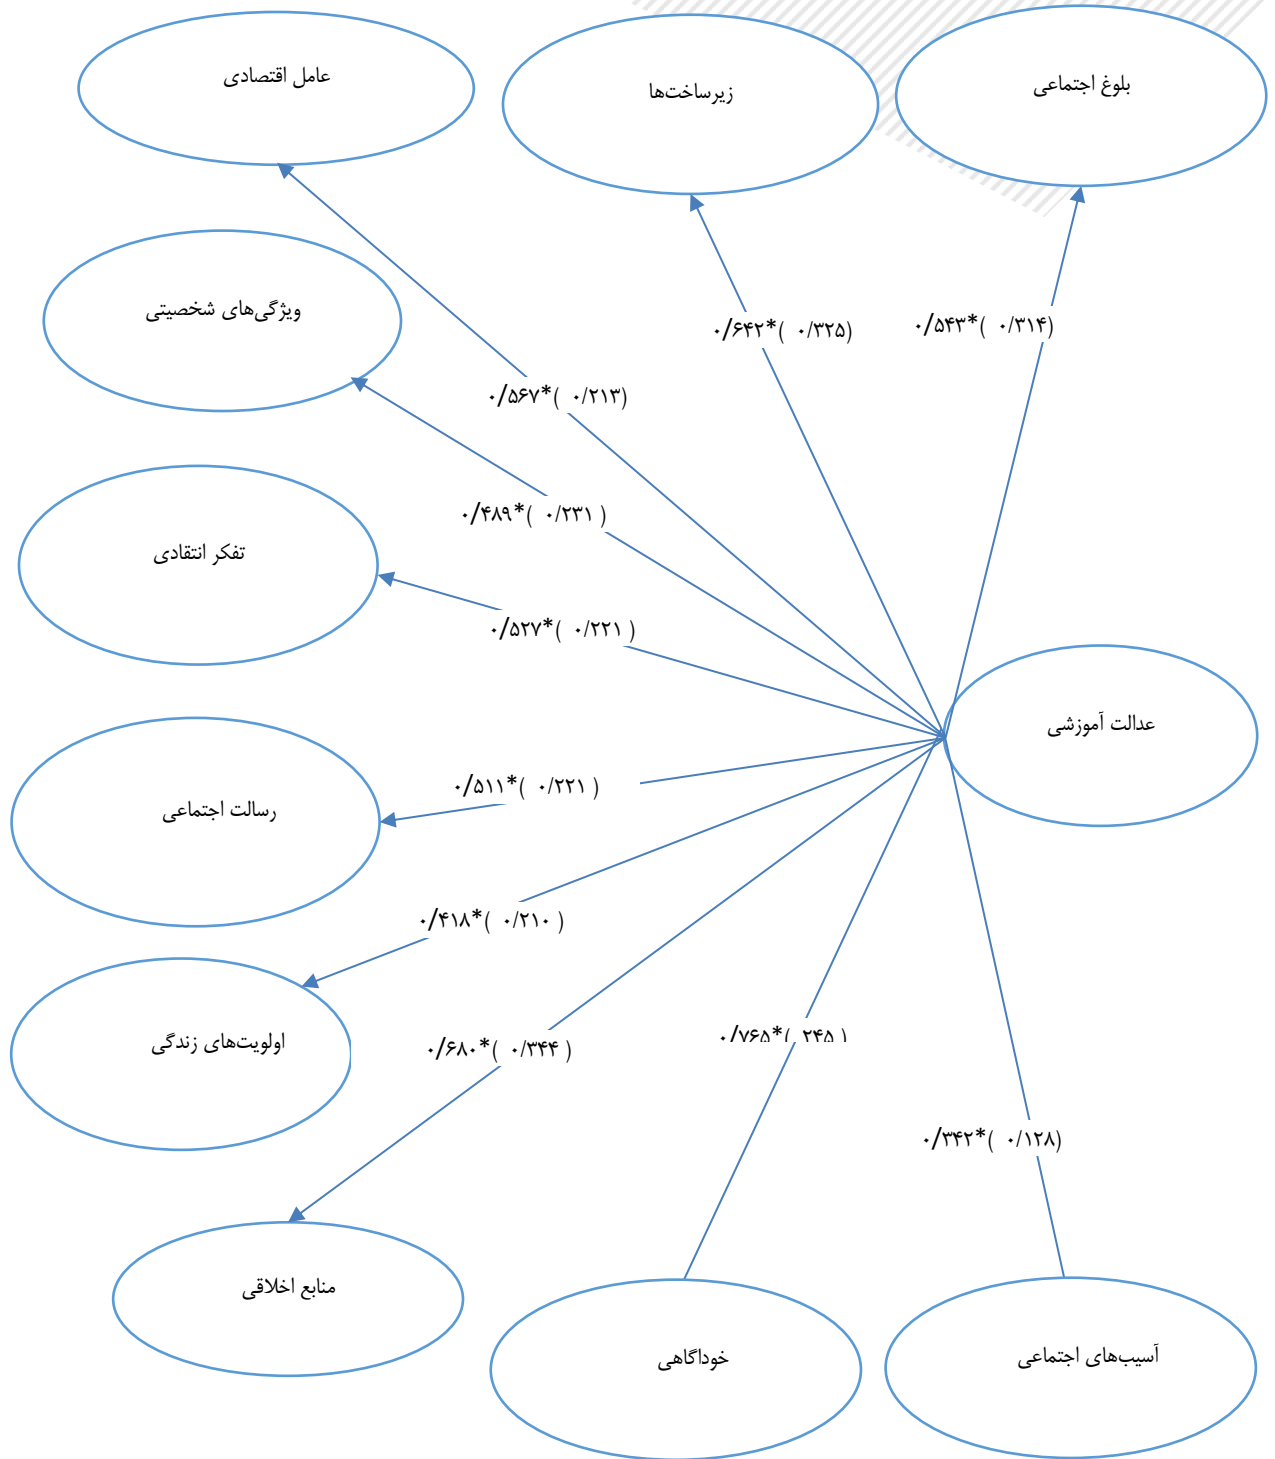 بلوغ اجتماعی
زیرساخت‌ها
عامل اقتصادی
ویژگی‌های شخصیتی
۰/۵۴۳*( ۰/۳۱۴)
۰/۶۴۲*( ۰/۳۲۵)
۰/۵۶۷*( ۰/۲۱۳)
۰/۴۸۹*( ۰/۲۳۱ )
تفکر انتقادی
۰/۵۲۷*( ۰/۲۲۱ )
عدالت آموزشی
۰/۵۱۱*( ۰/۲۲۱ )
رسالت اجتماعی
۰/۴۱۸*( ۰/۲۱۰ )
اولویت‌های زندگی
۰/۶۸۰*( ۰/۳۴۴ )
۰/۷۶۵*( ۲۴۵ )
۰/۳۴۲*( ۰/۱۲۸)
منابع اخلاقی
آسیب‌های اجتماعی
خوداگاهی